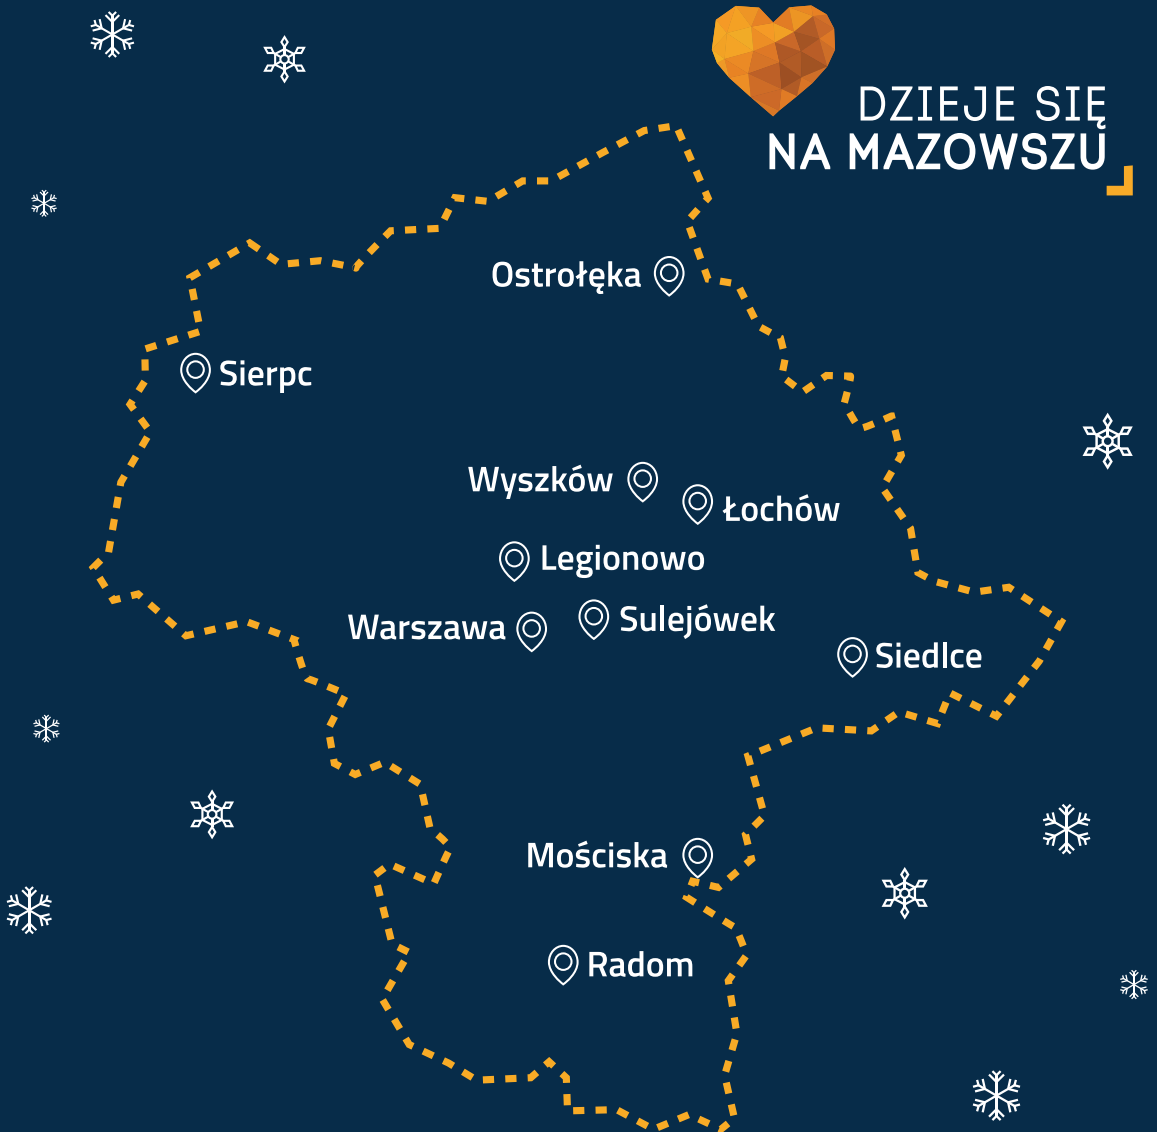 DZIEJE SIĘ
NA MAZOWSZU
Ostrołęka
Sierpc
Wyszków
Łochów
Legionowo
Warszawa
Sulejówek
Siedlce
Mościska
Radom